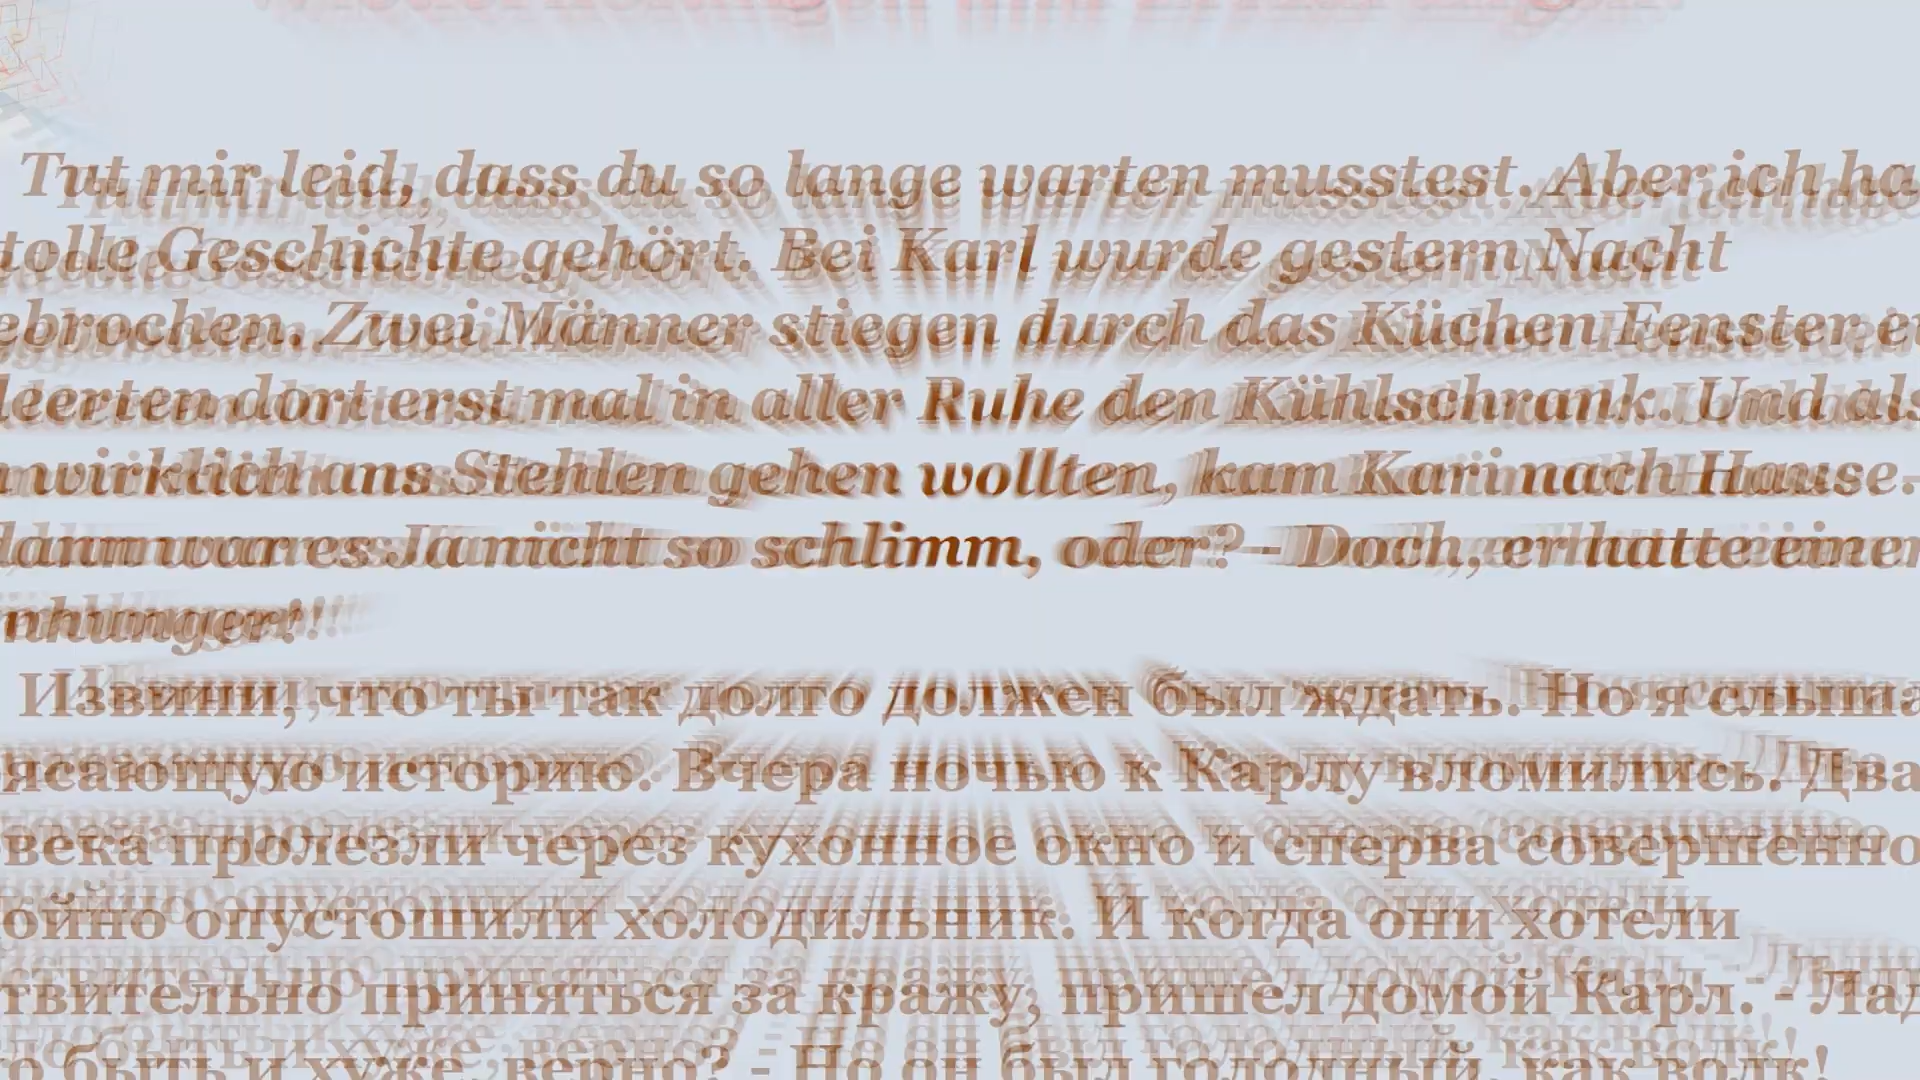 Tut mir leid, dass du so lange warten musstest. Aber ich ha
tolle Geschichte gehört. Bei Karl wurde gestern Nacht
ebrochen. Zwei Männer stiegen durch das Küchen Fenster e
leerten dort erst mal in aller Ruhe den Kühlschrank. Und als
wirklich ans Stehlen gehen wollten, kam Karl nach Hause.-
dann war es Ja nicht so schlimm, oder? – Doch, er hatte einen
nhunger!
Извини, что ты так долго должен был ждать. Но я слыша
ясающую историю. Вчера ночью к Карлу вломились. Два
века пролезли через кухонное окно и сперва совершенно
ойно опустошили холодильник. И когда они хотели
ствительно приняться за кражу, пришел домой Карл. - Лад
о быть и хуже, верно? - Но он был голодный, как волк!